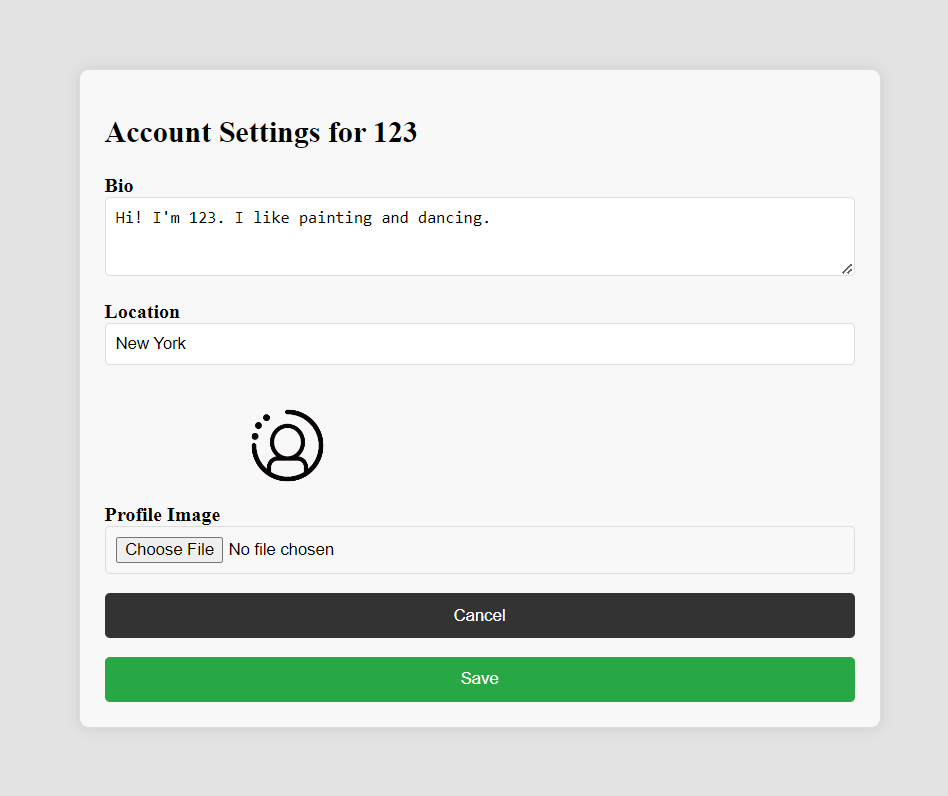 Account Settings for 123
Bio
Hi! I'm 123. I like painting and dancing.
Location
New York
Profile Image
Choose File No file chosen
Cancel
Save